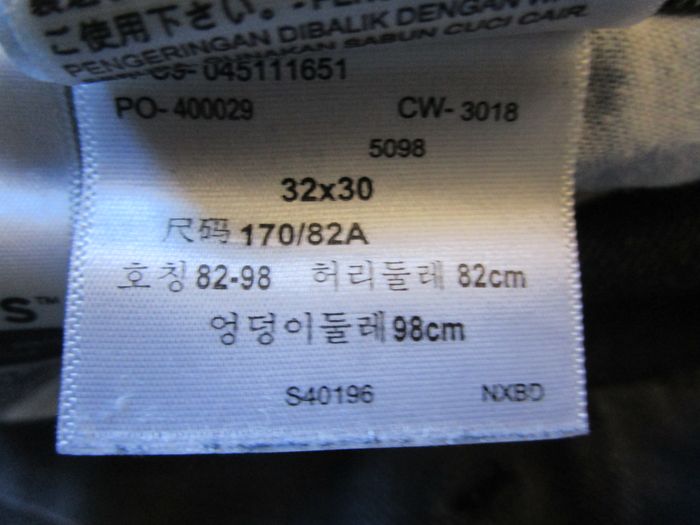 ご使用下さい。
PENGERINGAN DIBALIK DENGAN
SABUN CUCI CAIR.
045111651
PO- 400029 CW- 3018
5098
32x30
尺码 170/82A
호칭 82-98 허리둘레 82cm
엉덩이둘레 98cm
S40196 NXBD
S™